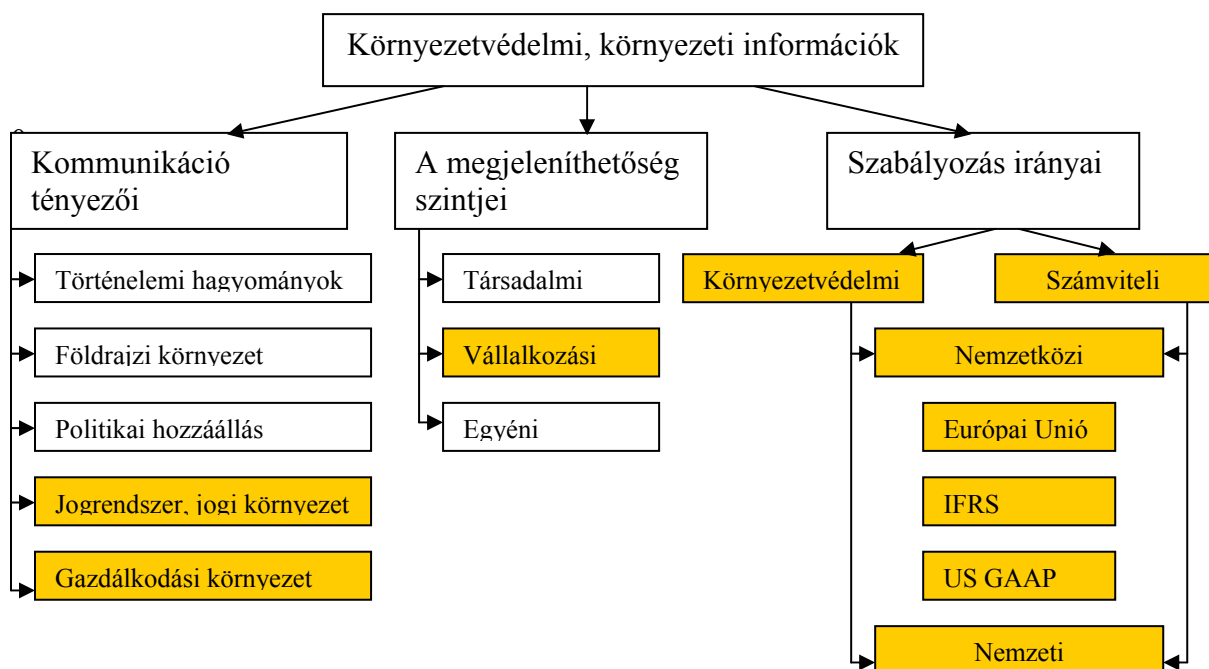 Környezetvédelmi, környezeti információk
Kommunikáció
tényezői
A megjeleníthetőség
szintjei
Szabályozás irányai
Történelemi hagyományok
Földrajzi környezet
Politikai hozzáállás
Jogrendszer, jogi környezet
Gazdálkodási környezet
Társadalmi
Vállalkozási
Egyéni
Környezetvédelmi
Számviteli
Nemzetközi
Európai Unió
IFRS
US GAAP
Nemzeti